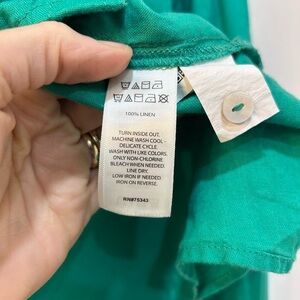 100% LINEN
TURN INSIDE OUT.
MACHINE WASH COOL -
DELICATE CYCLE.
WASH WITH LIKE COLORS.
ONLY NON-CHLORINE
BLEACH WHEN NEEDED.
LINE DRY.
LOW IRON IF NEEDED.
IRON ON REVERSE.
RN#75343